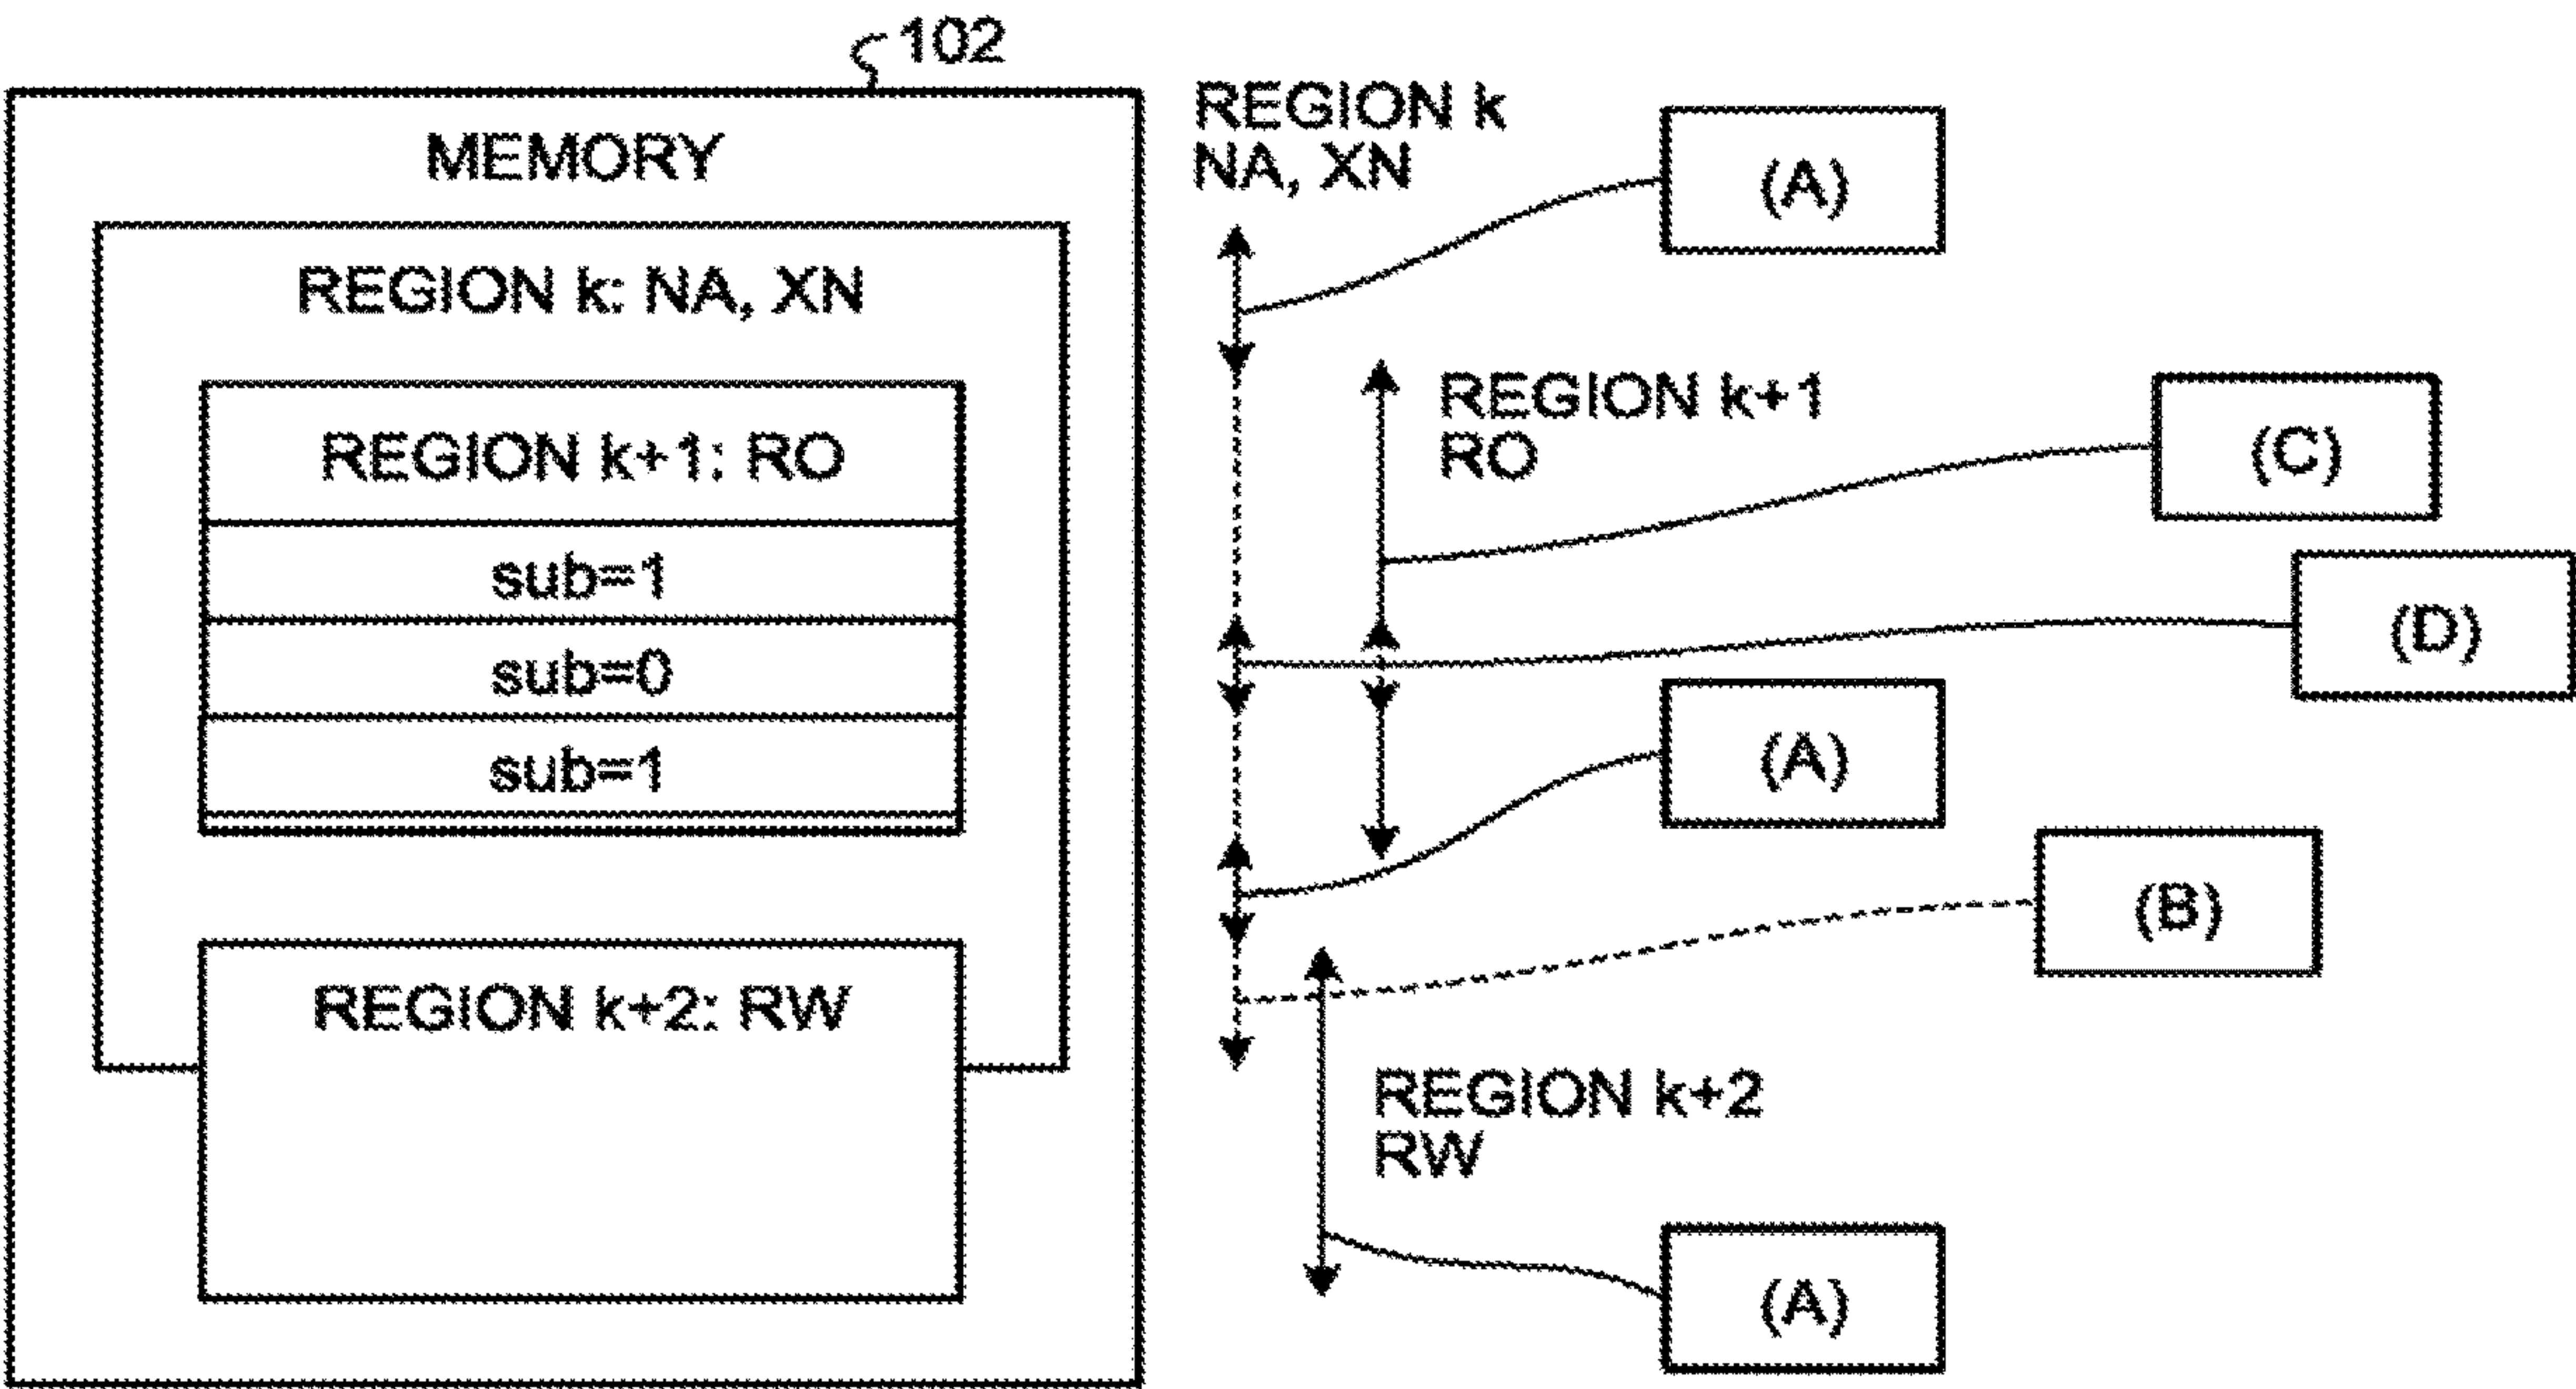 102
MEMORY
REGION k: NA, XN
REGION k+1: RO
sub=1
sub=0
sub=1
REGION k+2: RW
REGION k
NA, XN
(A)
REGION k+1
RO
(C)
(D)
(A)
(B)
REGION k+2
RW
(A)